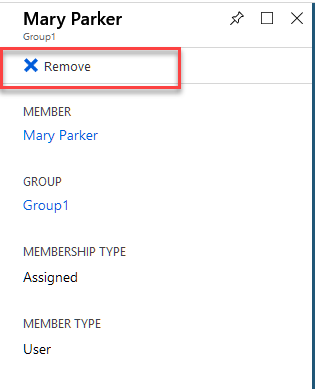 Mary Parker
Group1
Remove
MEMBER
Mary Parker
GROUP
Group1
MEMBERSHIP TYPE
Assigned
MEMBER TYPE
User